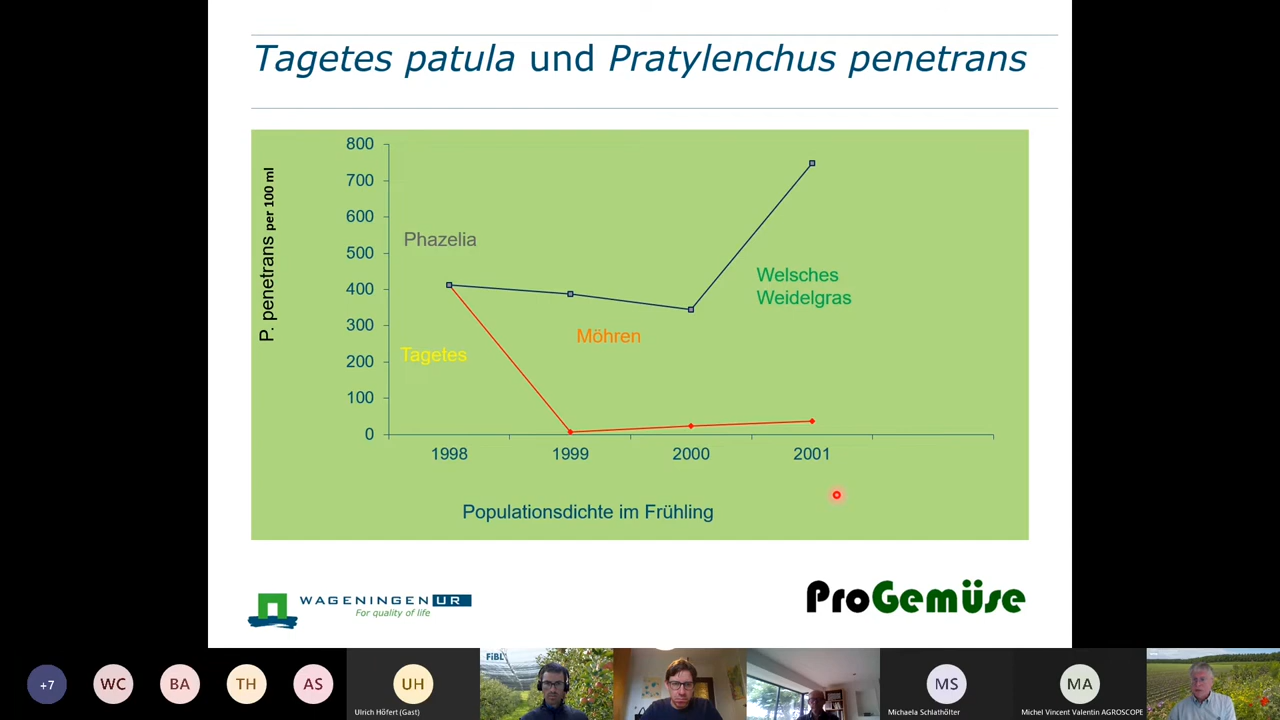 Tagetes patula und Pratylenchus penetrans
P. penetrans per 100 ml
800
700
600
500
400
300
200
100
0
Phazelia
Tagetes
Möhren
Welsches
Weidelgras
1998 1999 2000 2001
Populationsdichte im Frühling
WAGENINGEN UR
For quality of life
ProGemüse
+7
WC
BA
TH
AS
UH
Ulrich Höfert (Gast)
FiBL
MS
Michaela Schlathölter
MA
Michel Vincent Valentin AGROSCOPE